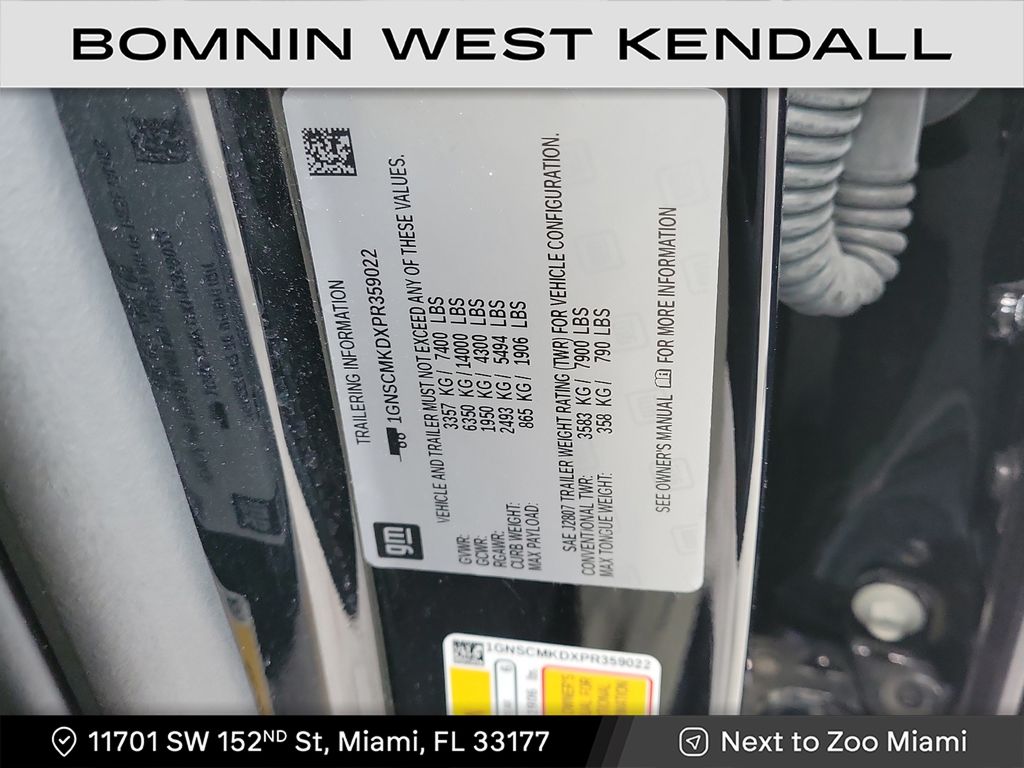 BOMNIN WEST KENDALL
TRAILERING INFORMATION
1GNSCMKDXPR359022
gm
VEHICLE AND TRAILER MUST NOT EXCEED ANY OF THESE VALUES.
GVWR: 3357 KG / 7400 LBS
GCWR: 6350 KG / 14000 LBS
RGAWR: 1950 KG / 4300 LBS
CURB WEIGHT: 2493 KG / 5494 LBS
MAX PAYLOAD: 865 KG / 1906 LBS
SAE J2807 TRAILER WEIGHT RATING (TWR) FOR VEHICLE CONFIGURATION.
CONVENTIONAL TWR: 3583 KG / 7900 LBS
MAX TONGUE WEIGHT: 358 KG / 790 LBS
SEE OWNER'S MANUAL FOR MORE INFORMATION
1GNSCMKDXPR359022
11701 SW 152ND St, Miami, FL 33177
Next to Zoo Miami